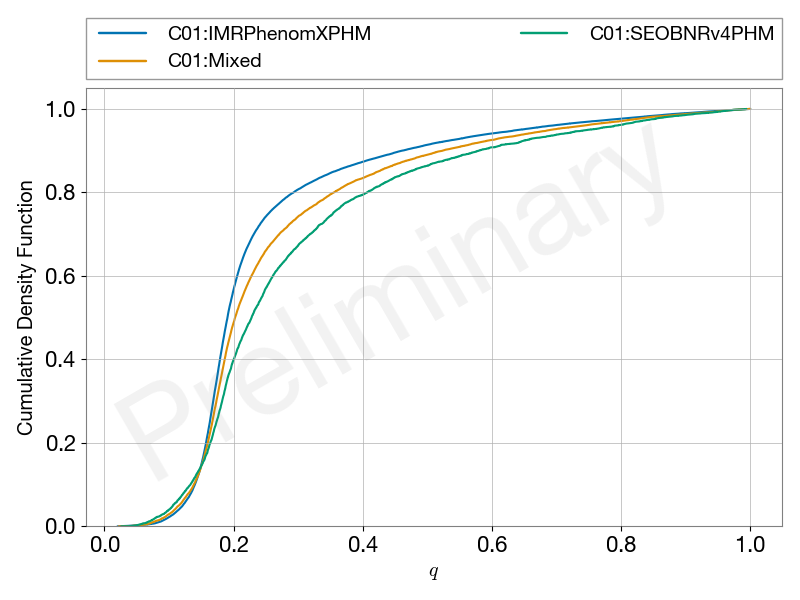 C01:IMRPhenomXPHM
C01:Mixed
C01:SEOBNRv4PHM
Cumulative Density Function
1.0
0.8
0.6
0.4
0.2
0.0
Preliminary
0.0 0.2 0.4 0.6 0.8 1.0
q